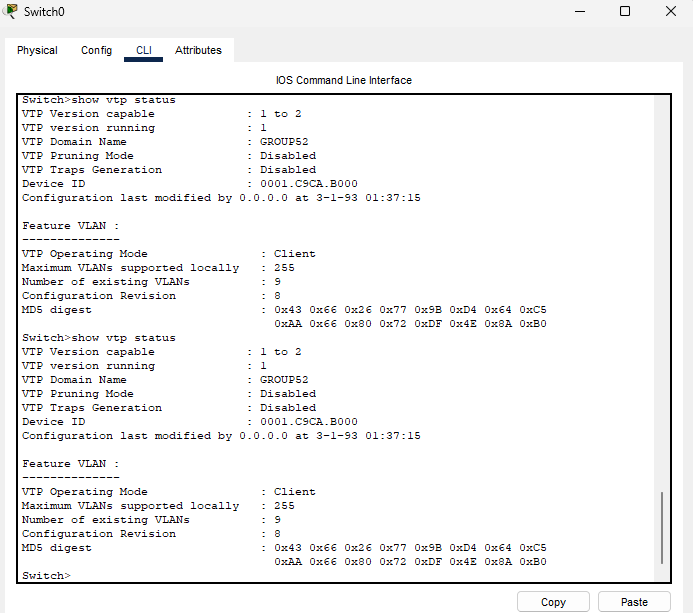 Switch0
Physical Config CLI Attributes
IOS Command Line Interface
Switch>show vtp status
VTP Version capable : 1 to 2
VTP version running : 1
VTP Domain Name : GROUP52
VTP Pruning Mode : Disabled
VTP Traps Generation : Disabled
Device ID : 0001.C9CA.B000
Configuration last modified by 0.0.0.0 at 3-1-93 01:37:15
Feature VLAN :
--------------
VTP Operating Mode : Client
Maximum VLANs supported locally : 255
Number of existing VLANs : 9
Configuration Revision : 8
MD5 digest : 0x43 0x66 0x26 0x77 0x9B 0xD4 0x64 0xC5
0xAA 0x66 0x80 0x72 0xDF 0x4E 0x8A 0xB0
Switch>show vtp status
VTP Version capable : 1 to 2
VTP version running : 1
VTP Domain Name : GROUP52
VTP Pruning Mode : Disabled
VTP Traps Generation : Disabled
Device ID : 0001.C9CA.B000
Configuration last modified by 0.0.0.0 at 3-1-93 01:37:15
Feature VLAN :
--------------
VTP Operating Mode : Client
Maximum VLANs supported locally : 255
Number of existing VLANs : 9
Configuration Revision : 8
MD5 digest : 0x43 0x66 0x26 0x77 0x9B 0xD4 0x64 0xC5
0xAA 0x66 0x80 0x72 0xDF 0x4E 0x8A 0xB0
Switch>
Copy Paste